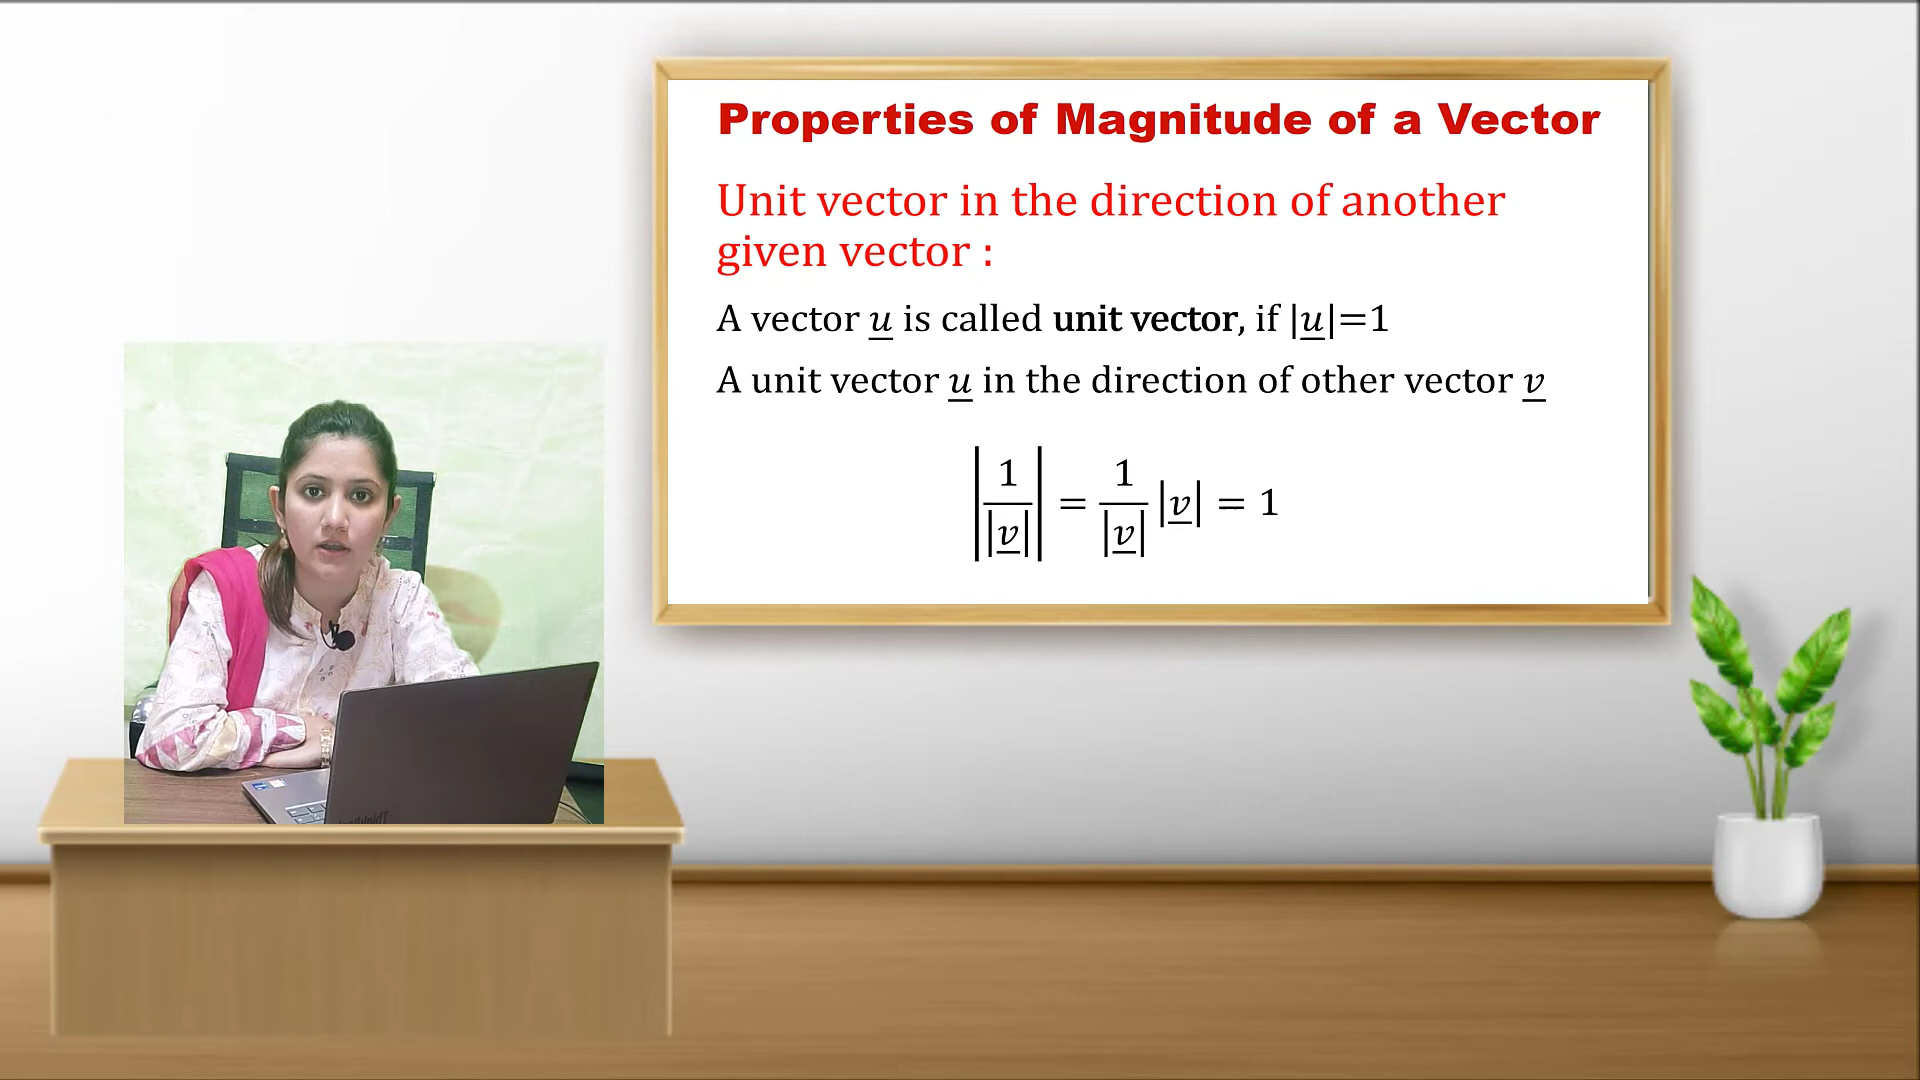 Properties of Magnitude of a Vector
Unit vector in the direction of another
given vector :
A vector u is called unit vector, if |u|=1
A unit vector u in the direction of other vector v
|1/|v|| = 1/|v| |v| = 1